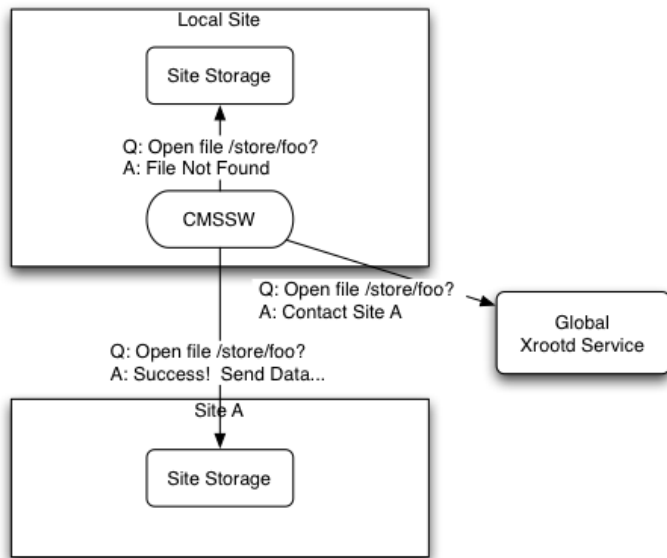 Local Site
Site Storage
Q: Open file /store/foo?
A: File Not Found
CMSSW
Q: Open file /store/foo?
A: Contact Site A
Global
Xrootd Service
Q: Open file /store/foo?
A: Success!  Send Data...
Site A
Site Storage